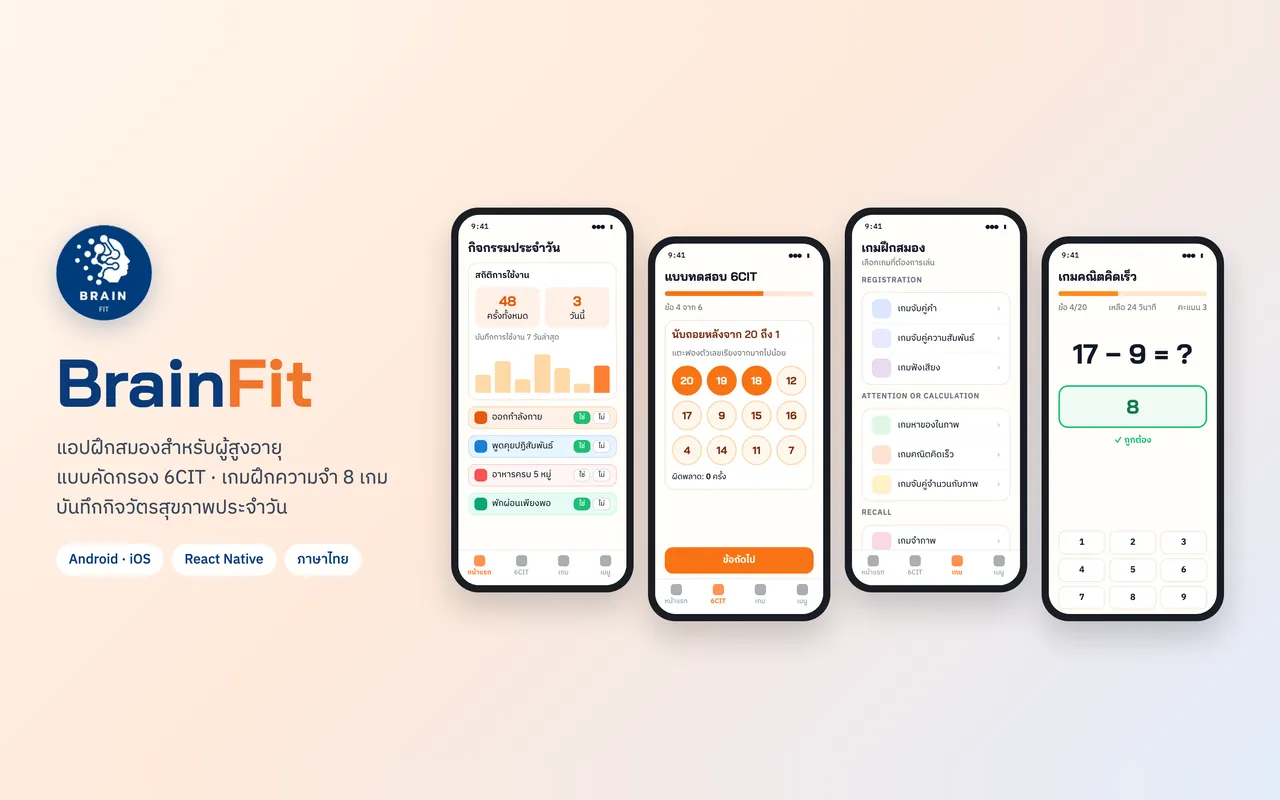 BRAIN
FIT
BrainFit
แอปฝึกสมองสำหรับผู้สูงอายุ
แบบคัดกรอง 6CIT · เกมฝึกความจำ 8 เกม
บันทึกกิจวัตรสุขภาพประจำวัน
Android · iOS
React Native
ภาษาไทย
9:41
กิจกรรมประจำวัน
สถิติการใช้งาน
48
ครั้งทั้งหมด
3
วันนี้
บันทึกการใช้งาน 7 วันล่าสุด
ออกกำลังกาย ใช่ ไม่
พูดคุยปฏิสัมพันธ์ ใช่ ไม่
อาหารครบ 5 หมู่ ใช่ ไม่
พักผ่อนเพียงพอ ใช่ ไม่
หน้าแรก 6CIT เกม เมนู
9:41
แบบทดสอบ 6CIT
ข้อ 4 จาก 6
นับถอยหลังจาก 20 ถึง 1
แตะฟองตัวเลขเรียงจากมากไปน้อย
20 19 18 12
17 9 15 16
4 14 11 7
ผิดพลาด: 0 ครั้ง
ข้อถัดไป
หน้าแรก 6CIT เกม เมนู
9:41
เกมฝึกสมอง
เลือกเกมที่ต้องการเล่น
REGISTRATION
เกมจับคู่คำ ›
เกมจับคู่ความสัมพันธ์ ›
เกมฟังเสียง ›
ATTENTION OR CALCULATION
เกมหาของในภาพ ›
เกมคณิตคิดเร็ว ›
เกมจับคู่จำนวนกับภาพ ›
RECALL
เกมจำภาพ ›
หน้าแรก 6CIT เกม เมนู
9:41
เกมคณิตคิดเร็ว
ข้อ 4/20 เหลือ 24 วินาที คะแนน 3
17 − 9 = ?
8
✓ ถูกต้อง
1 2 3
4 5 6
7 8 9